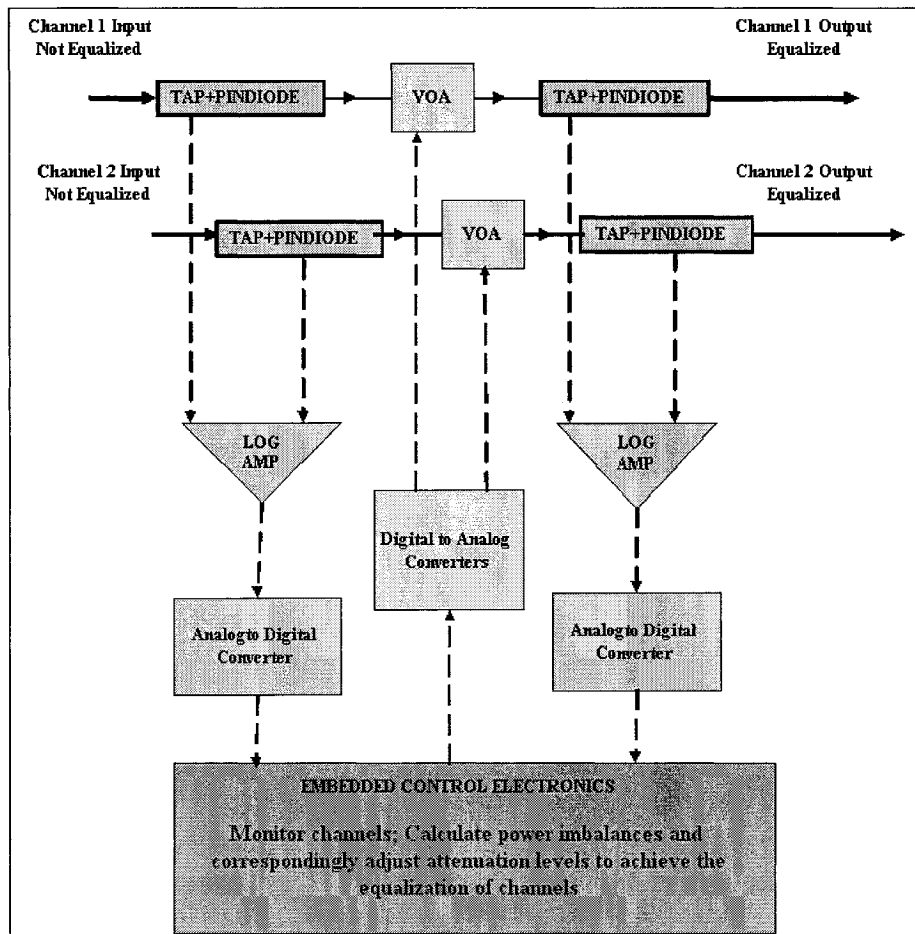 Channel 1 Input
Not Equalized
Channel 1 Output
Equalized
TAP+PINDIODE
VOA
TAP+PINDIODE
Channel 2 Input
Not Equalized
Channel 2 Output
Equalized
TAP+PINDIODE
VOA
TAP+PINDIODE
LOG
AMP
LOG
AMP
Digital to Analog
Converters
Analogto Digital
Converter
Analogto Digital
Converter
EMBEDDED CONTROL ELECTRONICS
Monitor channels; Calculate power imbalances and
correspondingly adjust attenuation levels to achieve the
equalization of channels